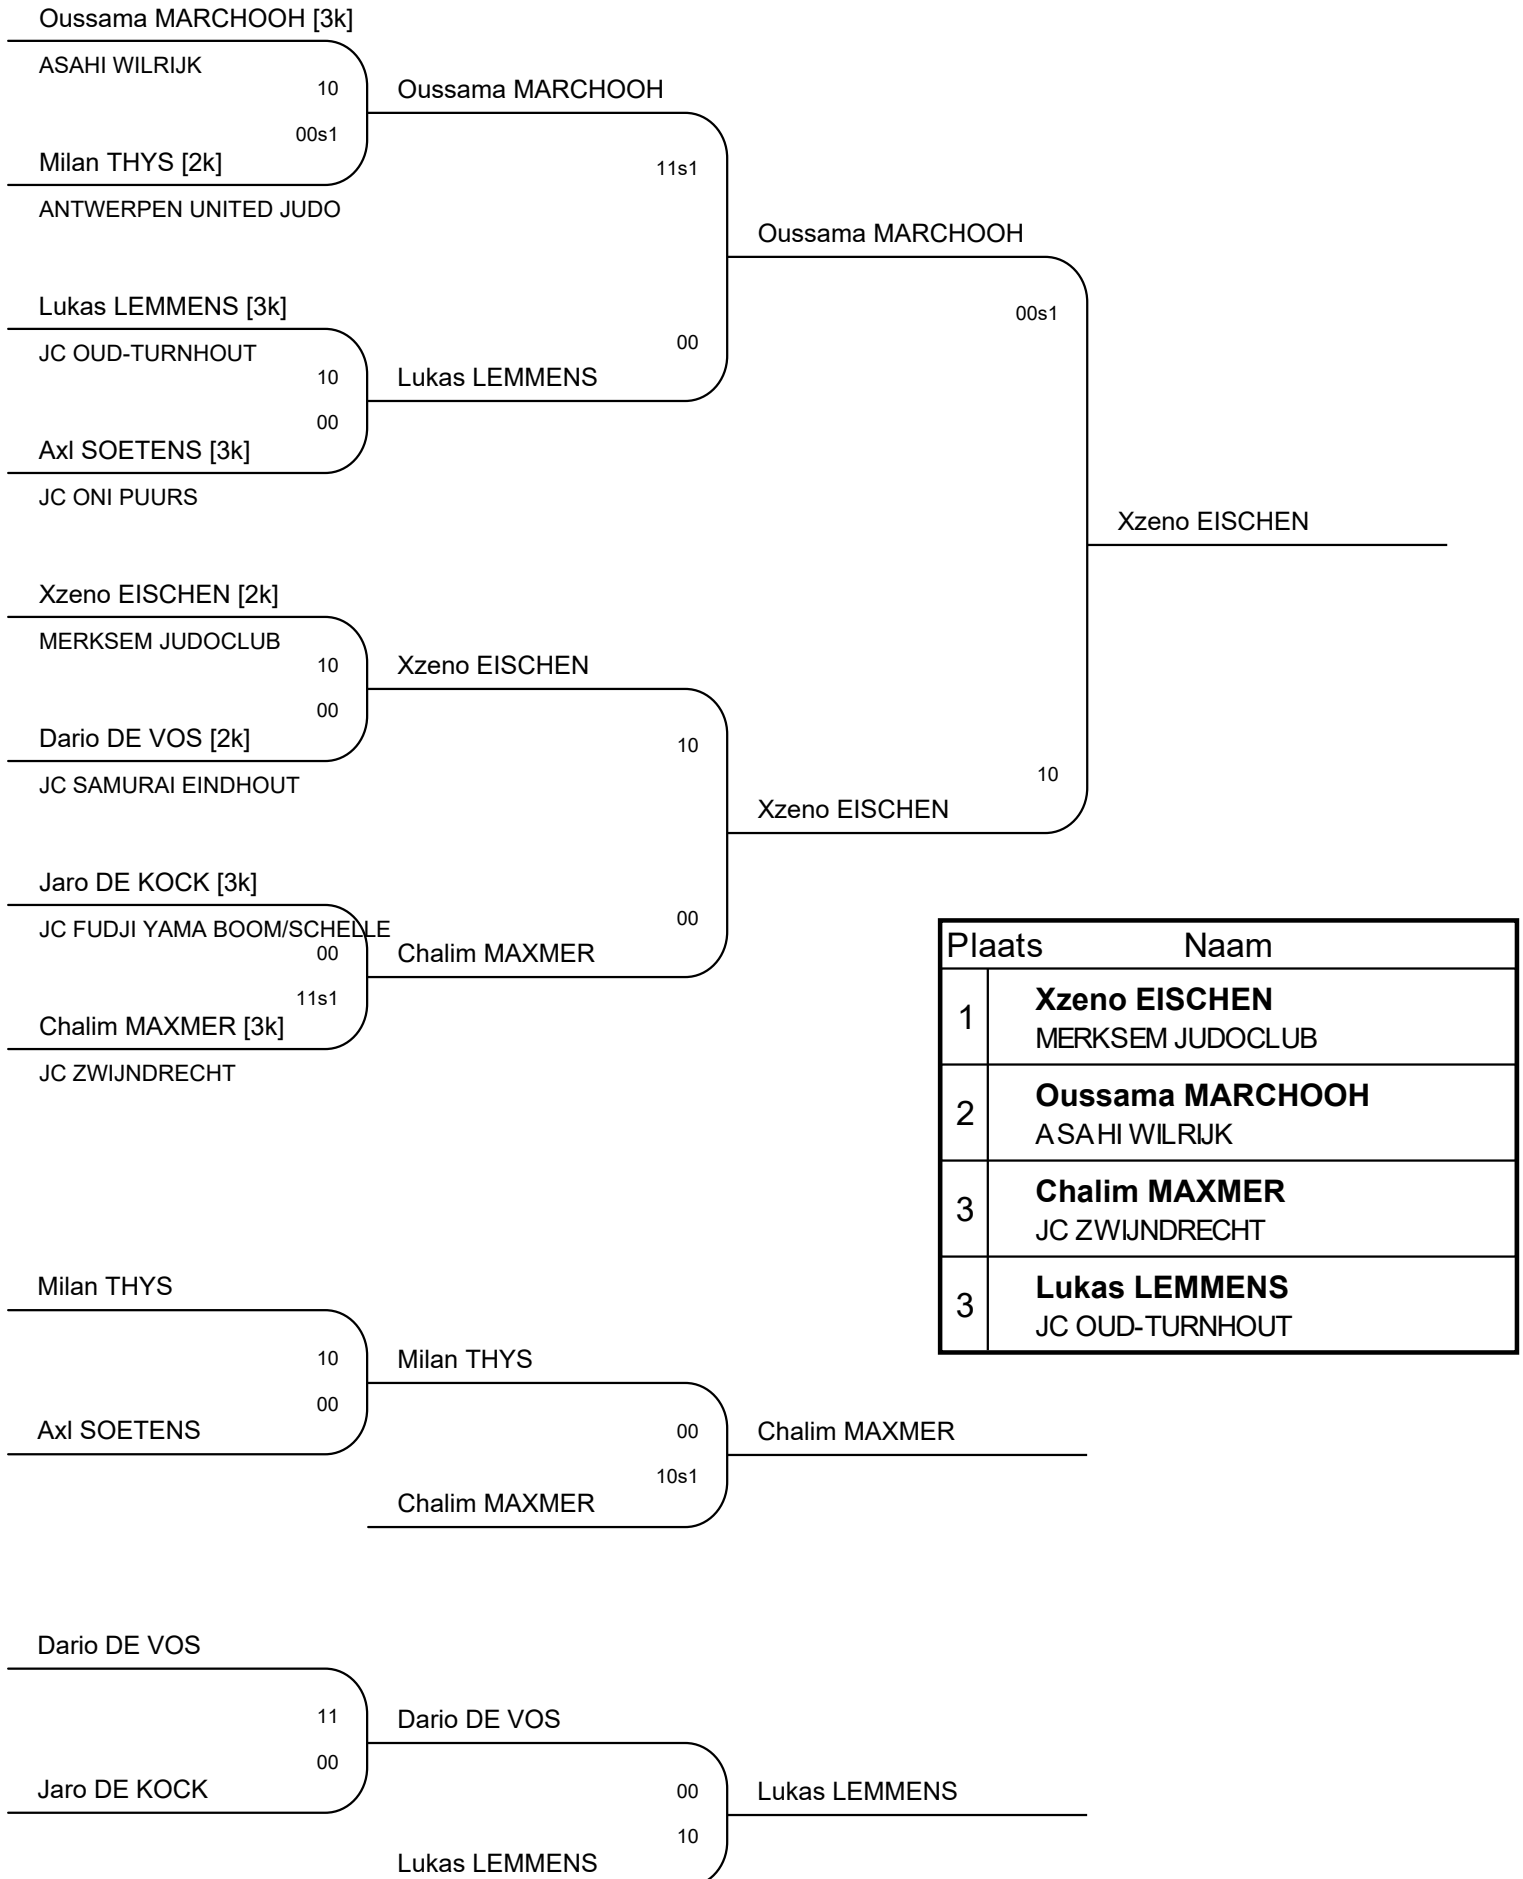 Oussama MARCHOOH [3k]
ASAHI WILRIJK
10
Oussama MARCHOOH
00s1
Milan THYS [2k]
11s1
ANTWERPEN UNITED JUDO
Oussama MARCHOOH
Lukas LEMMENS [3k]
00s1
JC OUD-TURNHOUT
00
10
Lukas LEMMENS
00
Axl SOETENS [3k]
JC ONI PUURS
Xzeno EISCHEN
Xzeno EISCHEN [2k]
MERKSEM JUDOCLUB
10
Xzeno EISCHEN
00
Dario DE VOS [2k]
10
JC SAMURAI EINDHOUT
10
Xzeno EISCHEN
Jaro DE KOCK [3k]
JC FUDJI YAMA BOOM/SCHELLE
00
00
Chalim MAXMER
11s1
Chalim MAXMER [3k]
JC ZWIJNDRECHT
Plaats Naam
1 Xzeno EISCHEN
MERKSEM JUDOCLUB
2 Oussama MARCHOOH
ASAHI WILRIJK
3 Chalim MAXMER
JC ZWIJNDRECHT
3 Lukas LEMMENS
JC OUD-TURNHOUT
Milan THYS
10
Milan THYS
00
Axl SOETENS
00
Chalim MAXMER
10s1
Chalim MAXMER
Dario DE VOS
11
Dario DE VOS
00
Jaro DE KOCK
00
Lukas LEMMENS
10
Lukas LEMMENS